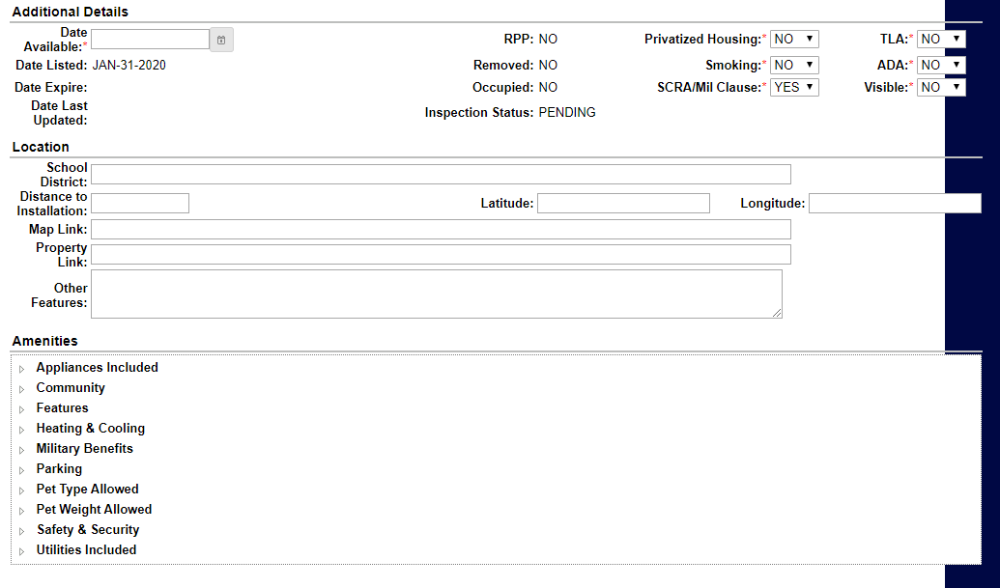 Additional Details
Date Available:* RPP: NO Privatized Housing:* NO TLA:* NO
Date Listed: JAN-31-2020 Removed: NO Smoking:* NO ADA:* NO
Date Expire: Occupied: NO SCRA/Mil Clause:* YES Visible:* NO
Date Last Updated: Inspection Status: PENDING
Location
School District:
Distance to Installation: Latitude: Longitude:
Map Link:
Property Link:
Other Features:
Amenities
Appliances Included
Community
Features
Heating & Cooling
Military Benefits
Parking
Pet Type Allowed
Pet Weight Allowed
Safety & Security
Utilities Included